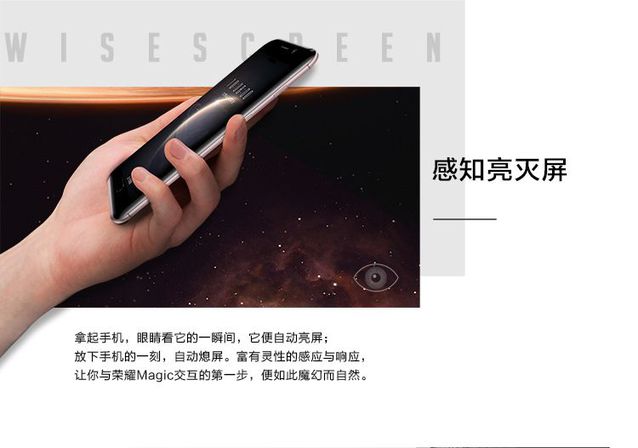 WISESCREEN
感知亮灭屏
拿起手机，眼睛看它的一瞬间，它便自动亮屏；
放下手机的一刻，自动熄屏。富有灵性的感应与响应，
让你与荣耀Magic交互的第一步，便如此魔幻而自然。